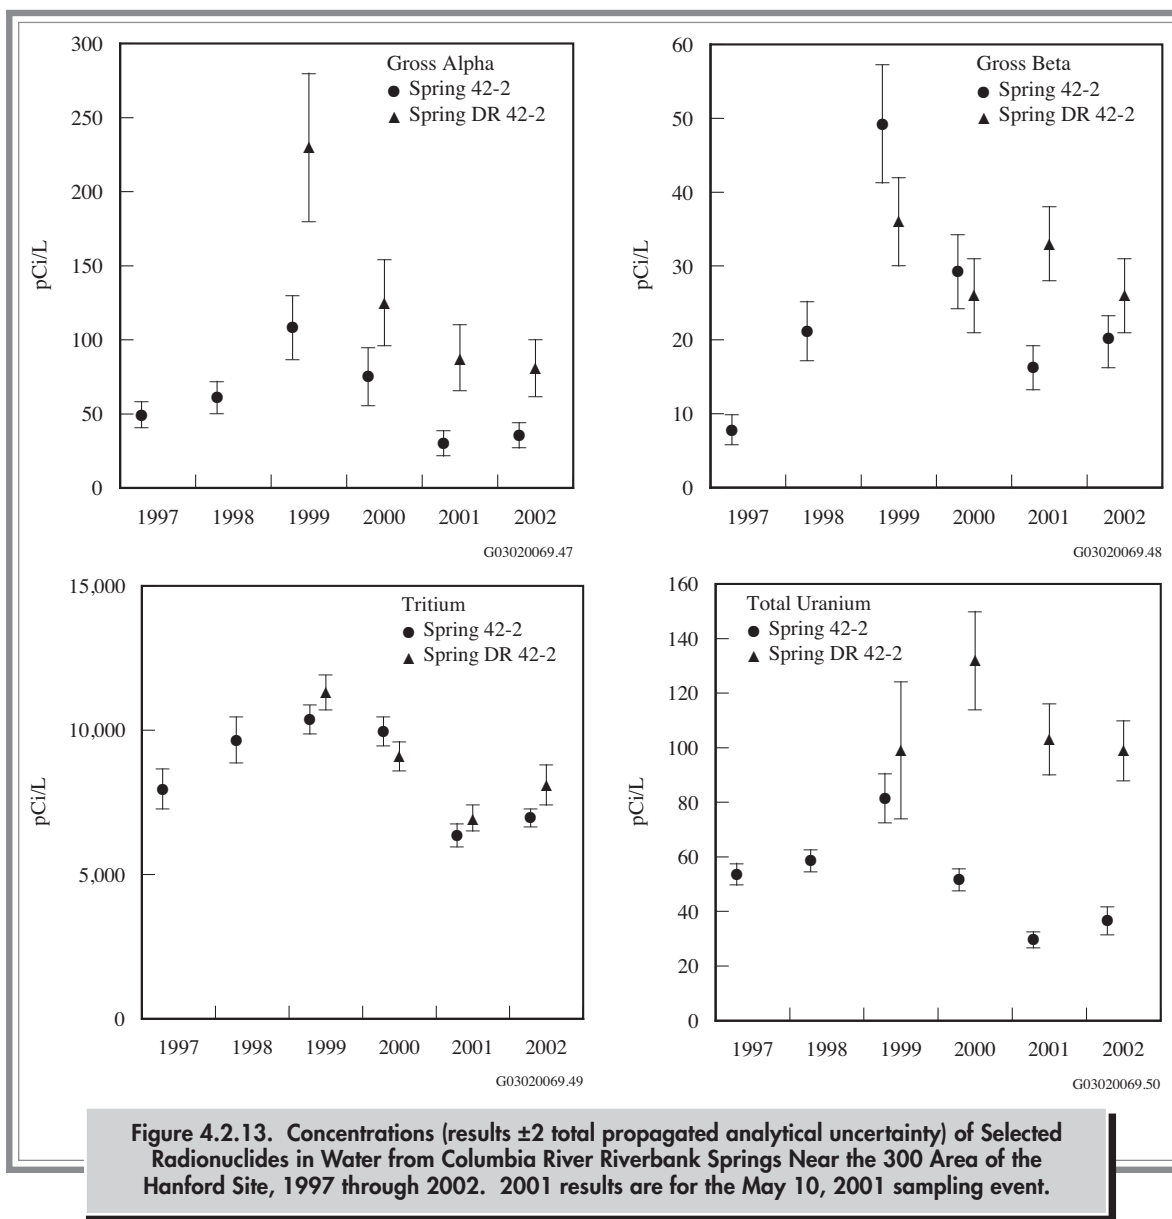 300
250
200
150
100
50
0
pCi/L
Gross Alpha
● Spring 42-2
▲ Spring DR 42-2
1997 1998 1999 2000 2001 2002
G03020069.47
60
50
40
30
20
10
0
pCi/L
Gross Beta
● Spring 42-2
▲ Spring DR 42-2
1997 1998 1999 2000 2001 2002
G03020069.48
15,000
10,000
5,000
0
pCi/L
Tritium
● Spring 42-2
▲ Spring DR 42-2
1997 1998 1999 2000 2001 2002
G03020069.49
160
140
120
100
80
60
40
20
0
pCi/L
Total Uranium
● Spring 42-2
▲ Spring DR 42-2
1997 1998 1999 2000 2001 2002
G03020069.50
Figure 4.2.13. Concentrations (results ±2 total propagated analytical uncertainty) of Selected
Radionuclides in Water from Columbia River Riverbank Springs Near the 300 Area of the
Hanford Site, 1997 through 2002. 2001 results are for the May 10, 2001 sampling event.